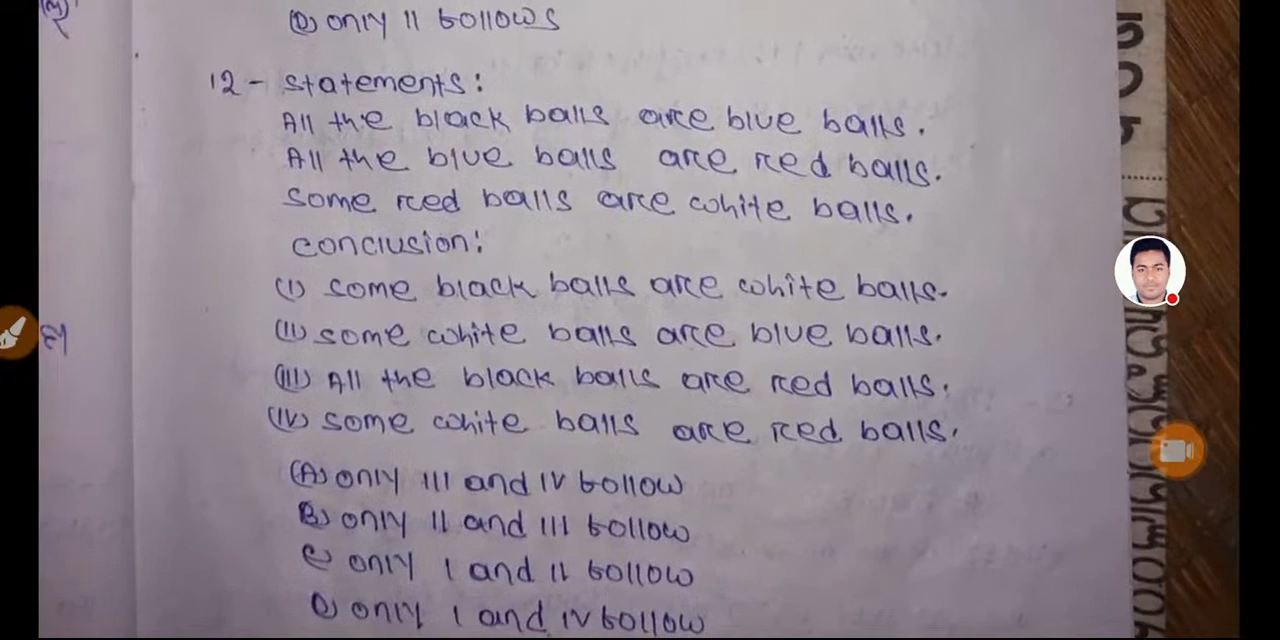 (D) only II follows
12- Statements:
All the black balls are blue balls.
All the blue balls are red balls.
Some red balls are white balls.
Conclusion:
(I) Some black balls are white balls.
(II) Some white balls are blue balls.
(III) All the black balls are red balls.
(IV) Some white balls are red balls.
(A) only III and IV follow
(B) only II and III follow
(C) only I and II follow
(D) only I and IV follow